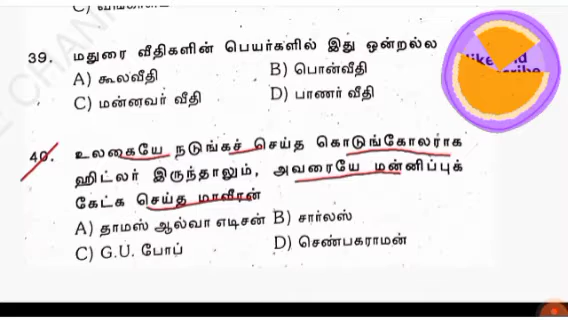 39. மதுரை வீதிகளின் பெயர்களில் இது ஒன்றல்ல
A) கூலவீதி B) பொன்வீதி
C) மன்னவர் வீதி D) பாணர் வீதி
40. உலகையே நடுங்கச் செய்த கொடுங்கோலராக
ஹிட்லர் இருந்தாலும், அவரையே மன்னிப்புக்
கேட்க செய்த மாவீரன்
A) தாமஸ் ஆல்வா எடிசன் B) சார்லஸ்
C) G.U. போப் D) செண்பகராமன்